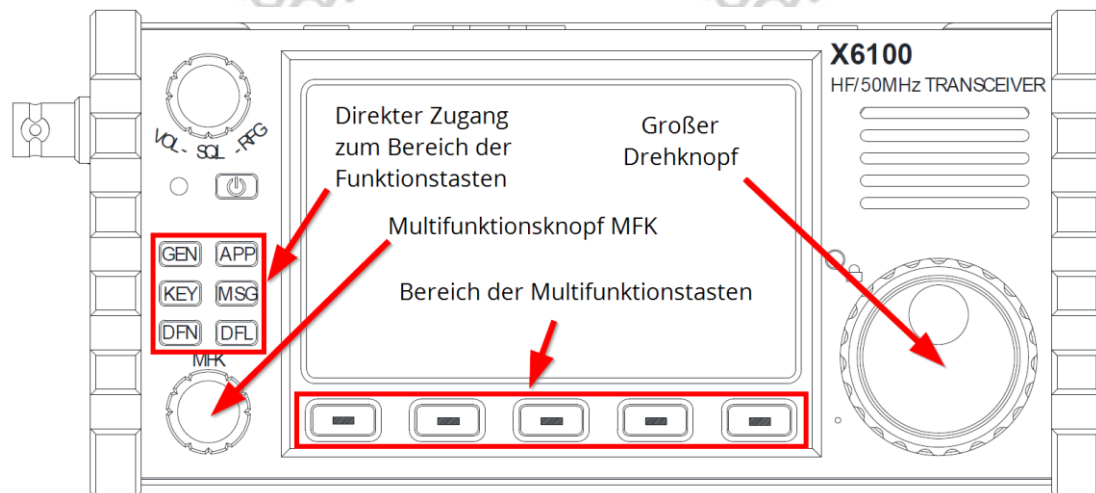 X6100
HF/50MHz TRANSCEIVER
VOL - SQL - RFG
Direkter Zugang
zum Bereich der
Funktionstasten
Großer
Drehknopf
Multifunktionsknopf MFK
Bereich der Multifunktionstasten
GEN APP
KEY MSG
DFN DFL
MFK